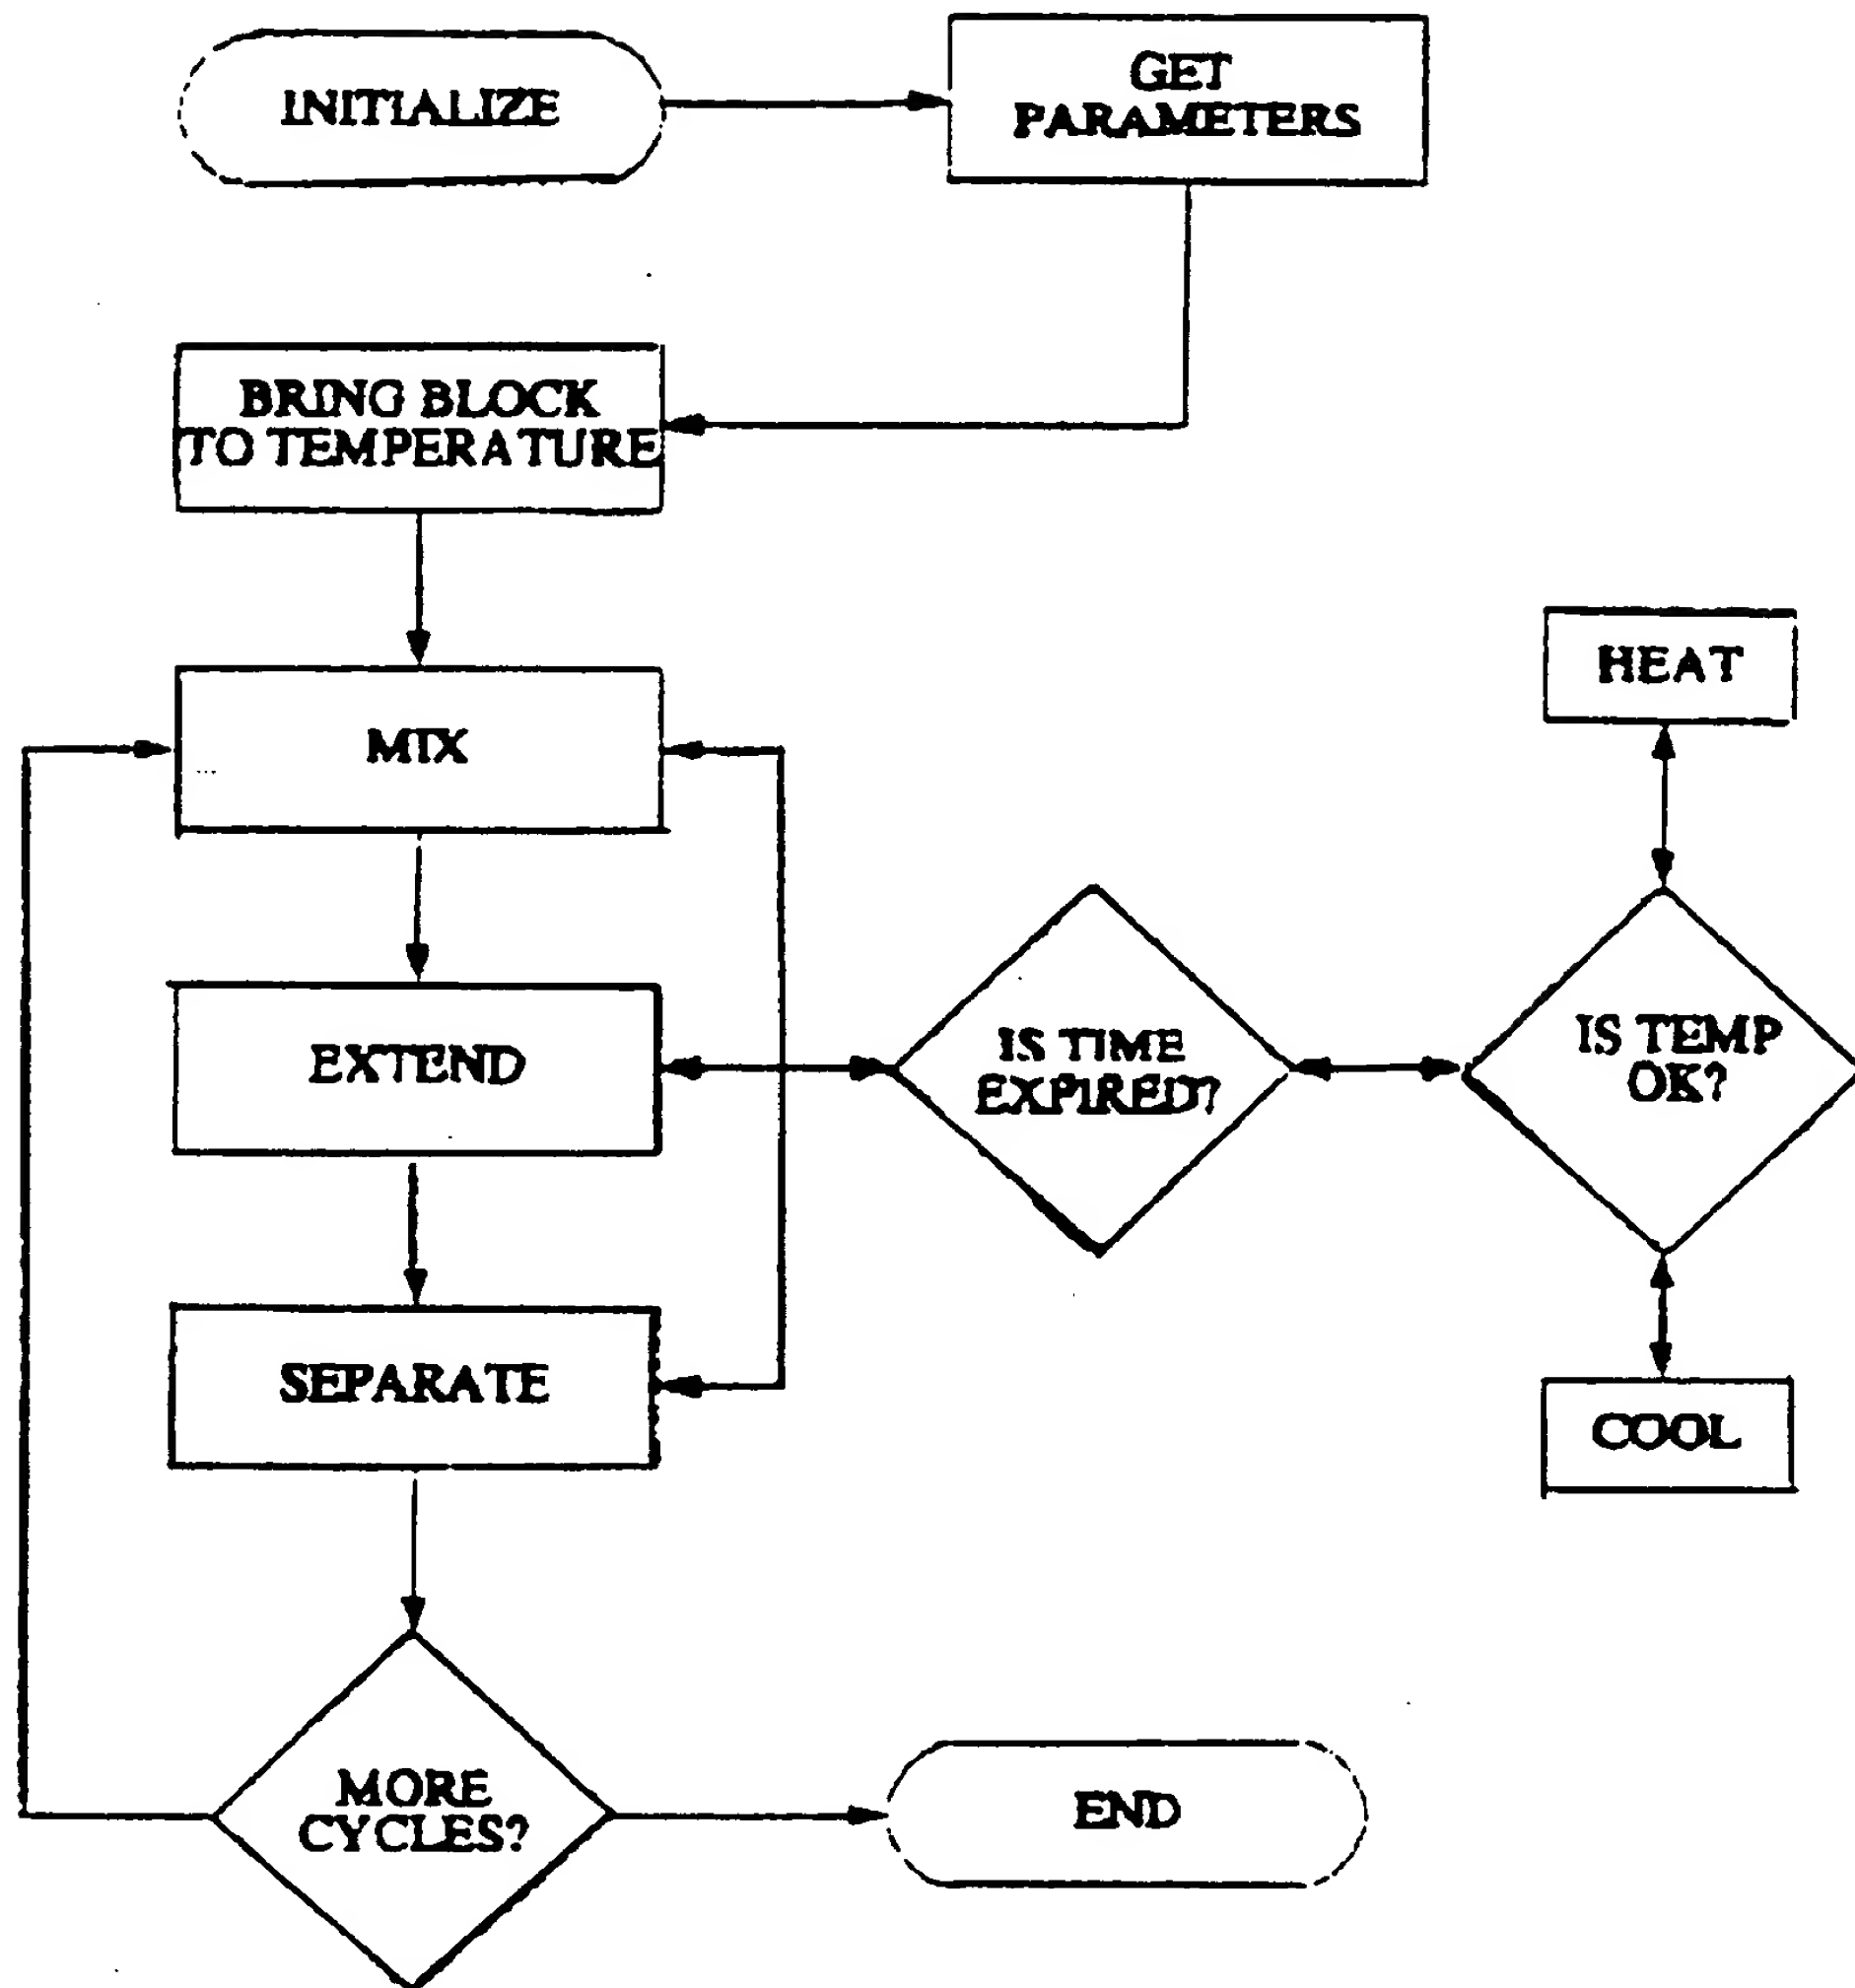 INITIALIZE
GET
PARAMETERS
BRING BLOCK
TO TEMPERATURE
HEAT
MIX
IS TIME
EXPIRED?
IS TEMP
OK?
EXTEND
SEPARATE
COOL
MORE
CYCLES?
END